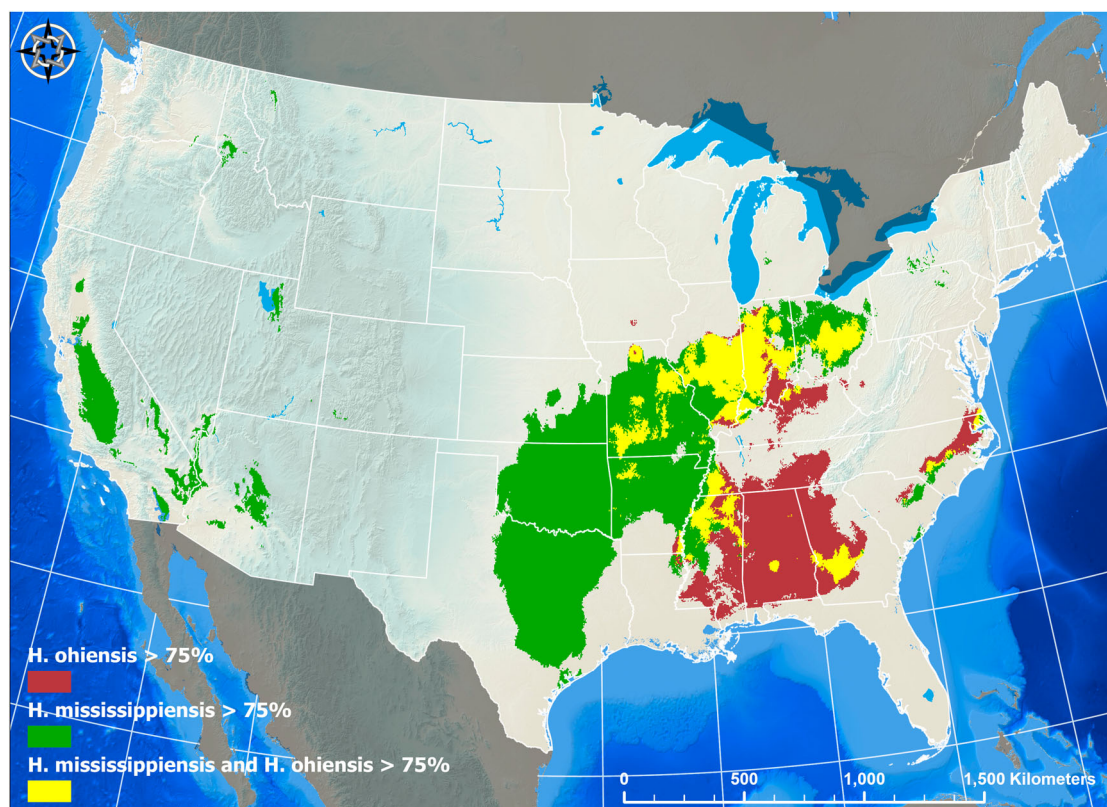 H. ohiensis > 75%
H. mississippiensis > 75%
H. mississippiensis and H. ohiensis > 75%
0 500 1,000 1,500 Kilometers